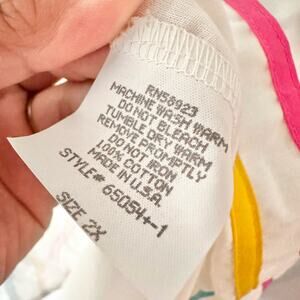 RN56923
MACHINE WASH WARM
DO NOT BLEACH
TUMBLE DRY WARM
REMOVE PROMPTLY
DO NOT IRON
100% COTTON
MADE IN U.S.A.
STYLE# 65054-1
SIZE 2X